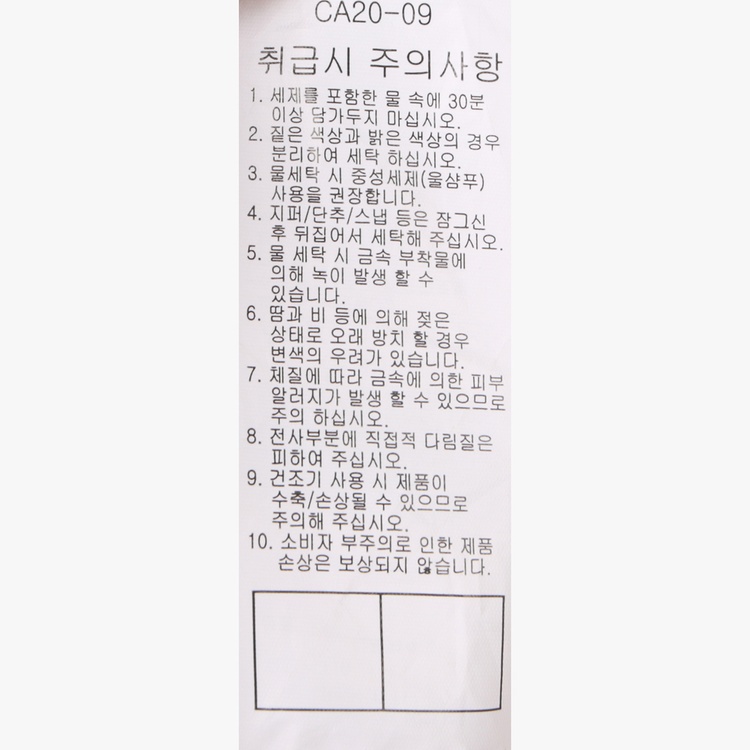 CA20-09
취급시 주의사항
1. 세제를 포함한 물 속에 30분
이상 담가두지 마십시오.
2. 짙은 색상과 밝은 색상의 경우
분리하여 세탁 하십시오.
3. 물세탁 시 중성세제(울샴푸)
사용을 권장합니다.
4. 지퍼/단추/스냅 등은 잠그신
후 뒤집어서 세탁해 주십시오.
5. 물 세탁 시 금속 부착물에
의해 녹이 발생 할 수
있습니다.
6. 땀과 비 등에 의해 젖은
상태로 오래 방치 할 경우
변색의 우려가 있습니다.
7. 체질에 따라 금속에 의한 피부
알러지가 발생 할 수 있으므로
주의 하십시오.
8. 전사부분에 직접적 다림질은
피하여 주십시오.
9. 건조기 사용 시 제품이
수축/손상될 수 있으므로
주의해 주십시오.
10. 소비자 부주의로 인한 제품
손상은 보상되지 않습니다.